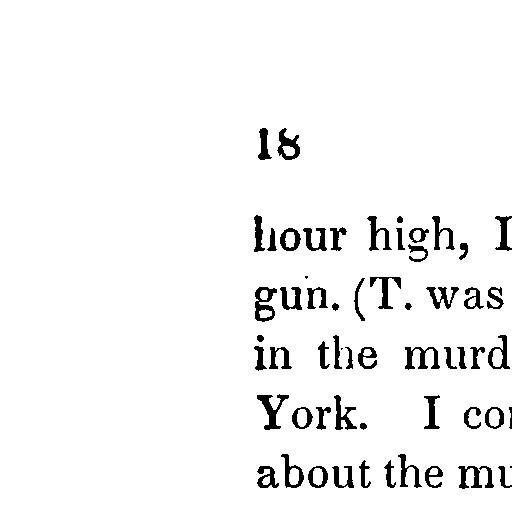 18
hour high, I
gun. (T. was
in the murd
York. I co
about the mu